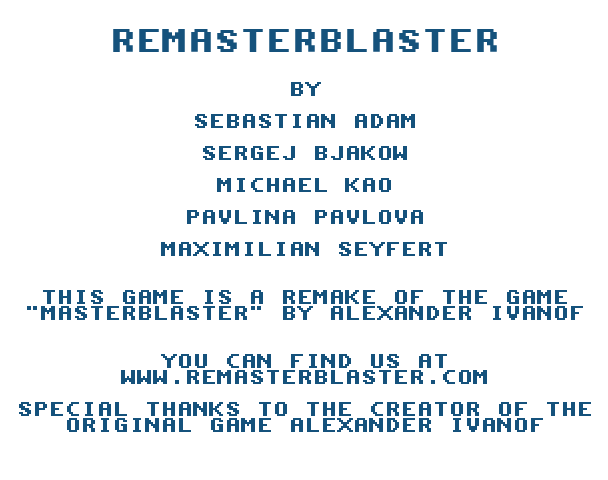 REMASTERBLASTER
BY
SEBASTIAN ADAM
SERGEJ BJAKOW
MICHAEL KAO
PAVLINA PAVLOVA
MAXIMILIAN SEYFERT
THIS GAME IS A REMAKE OF THE GAME
"MASTERBLASTER" BY ALEXANDER IVANOF
YOU CAN FIND US AT
WWW.REMASTERBLASTER.COM
SPECIAL THANKS TO THE CREATOR OF THE
ORIGINAL GAME ALEXANDER IVANOF